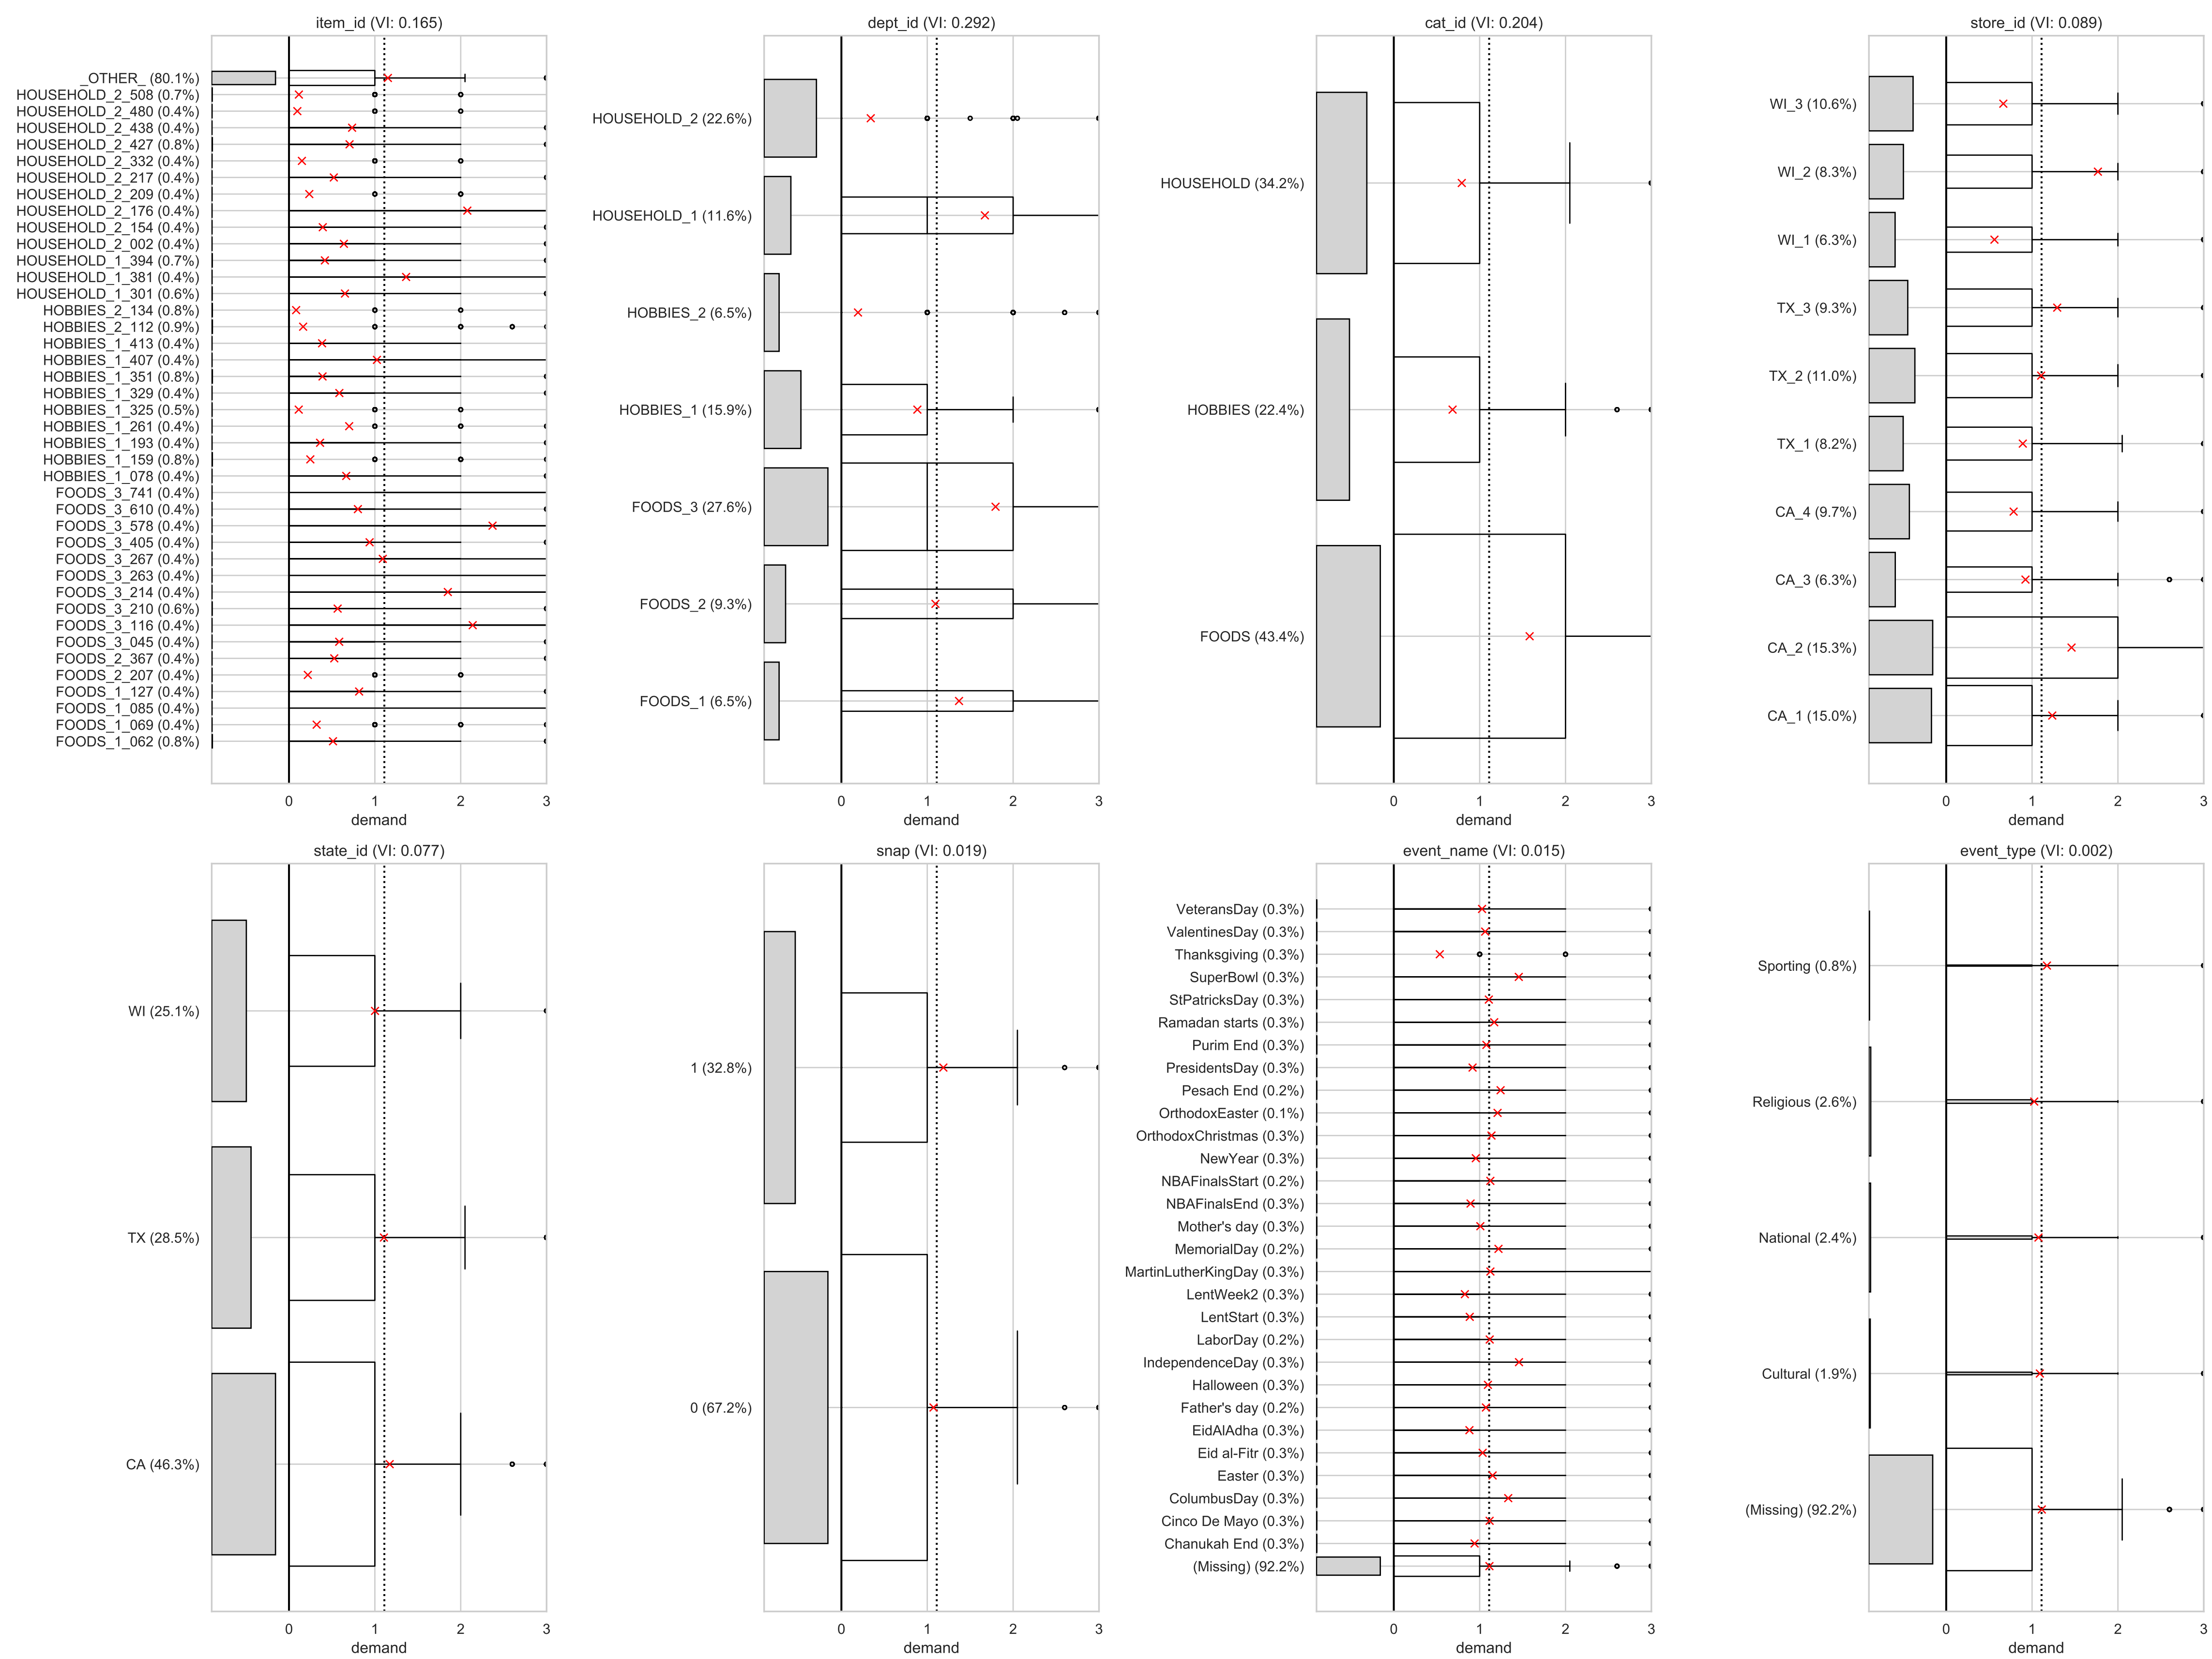 item_id (VI: 0.165)
_OTHER_ (80.1%)
HOUSEHOLD_2_508 (0.7%)
HOUSEHOLD_2_480 (0.4%)
HOUSEHOLD_2_438 (0.4%)
HOUSEHOLD_2_427 (0.8%)
HOUSEHOLD_2_332 (0.4%)
HOUSEHOLD_2_217 (0.4%)
HOUSEHOLD_2_209 (0.4%)
HOUSEHOLD_2_176 (0.4%)
HOUSEHOLD_2_154 (0.4%)
HOUSEHOLD_2_002 (0.4%)
HOUSEHOLD_1_394 (0.7%)
HOUSEHOLD_1_381 (0.4%)
HOUSEHOLD_1_301 (0.6%)
HOBBIES_2_134 (0.8%)
HOBBIES_2_112 (0.9%)
HOBBIES_1_413 (0.4%)
HOBBIES_1_407 (0.4%)
HOBBIES_1_351 (0.8%)
HOBBIES_1_329 (0.4%)
HOBBIES_1_325 (0.5%)
HOBBIES_1_261 (0.4%)
HOBBIES_1_193 (0.4%)
HOBBIES_1_159 (0.8%)
HOBBIES_1_078 (0.4%)
FOODS_3_741 (0.4%)
FOODS_3_610 (0.4%)
FOODS_3_578 (0.4%)
FOODS_3_405 (0.4%)
FOODS_3_267 (0.4%)
FOODS_3_263 (0.4%)
FOODS_3_214 (0.4%)
FOODS_3_210 (0.6%)
FOODS_3_116 (0.4%)
FOODS_3_045 (0.4%)
FOODS_2_367 (0.4%)
FOODS_2_207 (0.4%)
FOODS_1_127 (0.4%)
FOODS_1_085 (0.4%)
FOODS_1_069 (0.4%)
FOODS_1_062 (0.8%)
0 1 2 3
demand
dept_id (VI: 0.292)
HOUSEHOLD_2 (22.6%)
HOUSEHOLD_1 (11.6%)
HOBBIES_2 (6.5%)
HOBBIES_1 (15.9%)
FOODS_3 (27.6%)
FOODS_2 (9.3%)
FOODS_1 (6.5%)
0 1 2 3
demand
cat_id (VI: 0.204)
HOUSEHOLD (34.2%)
HOBBIES (22.4%)
FOODS (43.4%)
0 1 2 3
demand
store_id (VI: 0.089)
WI_3 (10.6%)
WI_2 (8.3%)
WI_1 (6.3%)
TX_3 (9.3%)
TX_2 (11.0%)
TX_1 (8.2%)
CA_4 (9.7%)
CA_3 (6.3%)
CA_2 (15.3%)
CA_1 (15.0%)
0 1 2 3
demand
state_id (VI: 0.077)
WI (25.1%)
TX (28.5%)
CA (46.3%)
0 1 2 3
demand
snap (VI: 0.019)
1 (32.8%)
0 (67.2%)
0 1 2 3
demand
event_name (VI: 0.015)
VeteransDay (0.3%)
ValentinesDay (0.3%)
Thanksgiving (0.3%)
SuperBowl (0.3%)
StPatricksDay (0.3%)
Ramadan starts (0.3%)
Purim End (0.3%)
PresidentsDay (0.3%)
Pesach End (0.2%)
OrthodoxEaster (0.1%)
OrthodoxChristmas (0.3%)
NewYear (0.3%)
NBAFinalsStart (0.2%)
NBAFinalsEnd (0.3%)
Mother's day (0.3%)
MemorialDay (0.2%)
MartinLutherKingDay (0.3%)
LentWeek2 (0.3%)
LentStart (0.3%)
LaborDay (0.2%)
IndependenceDay (0.3%)
Halloween (0.3%)
Father's day (0.2%)
EidAlAdha (0.3%)
Eid al-Fitr (0.3%)
Easter (0.3%)
ColumbusDay (0.3%)
Cinco De Mayo (0.3%)
Chanukah End (0.3%)
(Missing) (92.2%)
0 1 2 3
demand
event_type (VI: 0.002)
Sporting (0.8%)
Religious (2.6%)
National (2.4%)
Cultural (1.9%)
(Missing) (92.2%)
0 1 2 3
demand